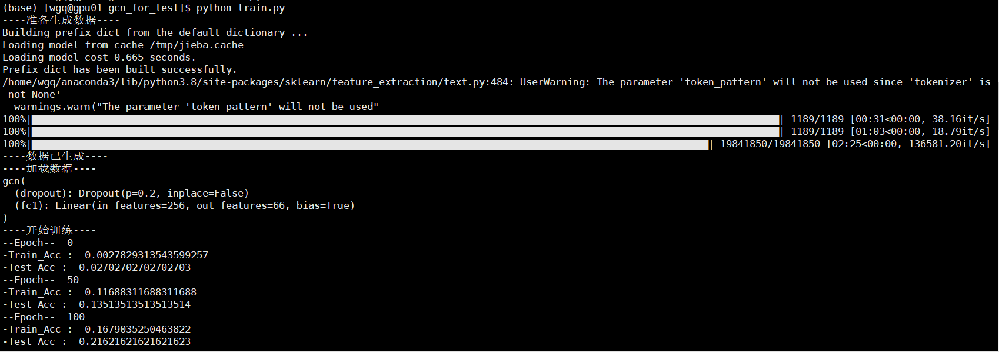 (base) [wgq@gpu01 gcn_for_test]$ python train.py
----准备生成数据----
Building prefix dict from the default dictionary ...
Loading model from cache /tmp/jieba.cache
Loading model cost 0.665 seconds.
Prefix dict has been built successfully.
/home/wgq/anaconda3/lib/python3.8/site-packages/sklearn/feature_extraction/text.py:484: UserWarning: The parameter 'token_pattern' will not be used since 'tokenizer' is
 not None'
  warnings.warn("The parameter 'token_pattern' will not be used"
100%| | 1189/1189 [00:31<00:00, 38.16it/s]
100%| | 1189/1189 [01:03<00:00, 18.79it/s]
100%| | 19841850/19841850 [02:25<00:00, 136581.20it/s]
----数据已生成----
----加载数据----
gcn(
  (dropout): Dropout(p=0.2, inplace=False)
  (fc1): Linear(in_features=256, out_features=66, bias=True)
)
----开始训练----
--Epoch--  0
-Train_Acc :  0.0027829313543599257
-Test Acc :  0.02702702702702703
--Epoch--  50
-Train_Acc :  0.11688311688311688
-Test Acc :  0.13513513513513514
--Epoch--  100
-Train_Acc :  0.1679035250463822
-Test Acc :  0.21621621621621623